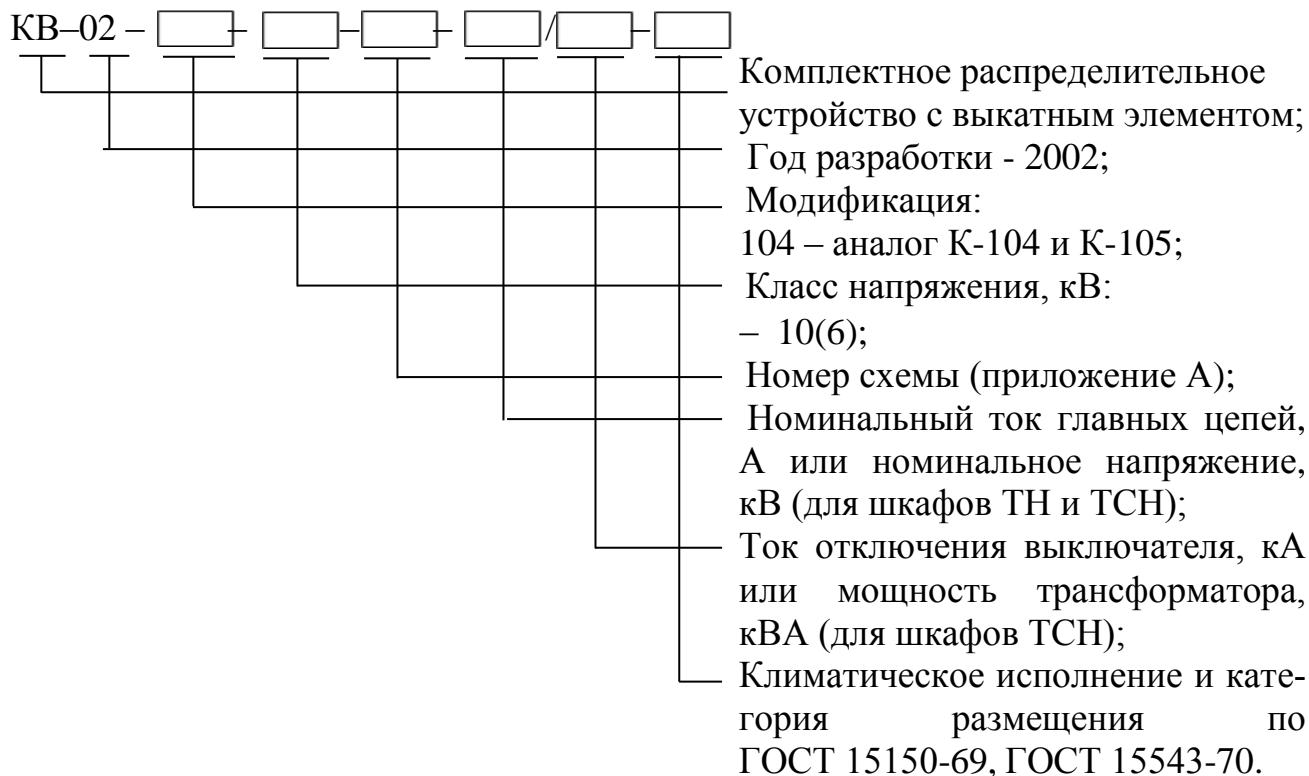 КВ–02 – – – – / –
Комплектное распределительное
устройство с выкатным элементом;
Год разработки - 2002;
Модификация:
104 – аналог К-104 и К-105;
Класс напряжения, кВ:
– 10(6);
Номер схемы (приложение А);
Номинальный ток главных цепей,
А или номинальное напряжение,
кВ (для шкафов ТН и ТСН);
Ток отключения выключателя, кА
или мощность трансформатора,
кВА (для шкафов ТСН);
Климатическое исполнение и кате-
гория размещения по
ГОСТ 15150-69, ГОСТ 15543-70.